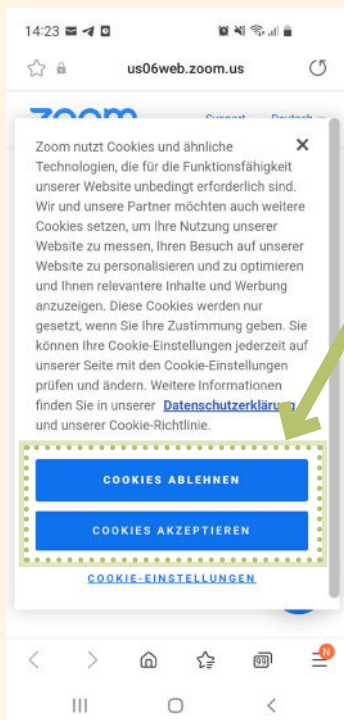 14:23
us06web.zoom.us
zoom
Support Deutsch
Zoom nutzt Cookies und ähnliche
Technologien, die für die Funktionsfähigkeit
unserer Website unbedingt erforderlich sind.
Wir und unsere Partner möchten auch weitere
Cookies setzen, um Ihre Nutzung unserer
Website zu messen, Ihren Besuch auf unserer
Website zu personalisieren und zu optimieren
und Ihnen relevantere Inhalte und Werbung
anzuzeigen. Diese Cookies werden nur
gesetzt, wenn Sie Ihre Zustimmung geben. Sie
können Ihre Cookie-Einstellungen jederzeit auf
unserer Seite mit den Cookie-Einstellungen
prüfen und ändern. Weitere Informationen
finden Sie in unserer Datenschutzerklärung
und unserer Cookie-Richtlinie.
COOKIES ABLEHNEN
COOKIES AKZEPTIEREN
COOKIE-EINSTELLUNGEN
N